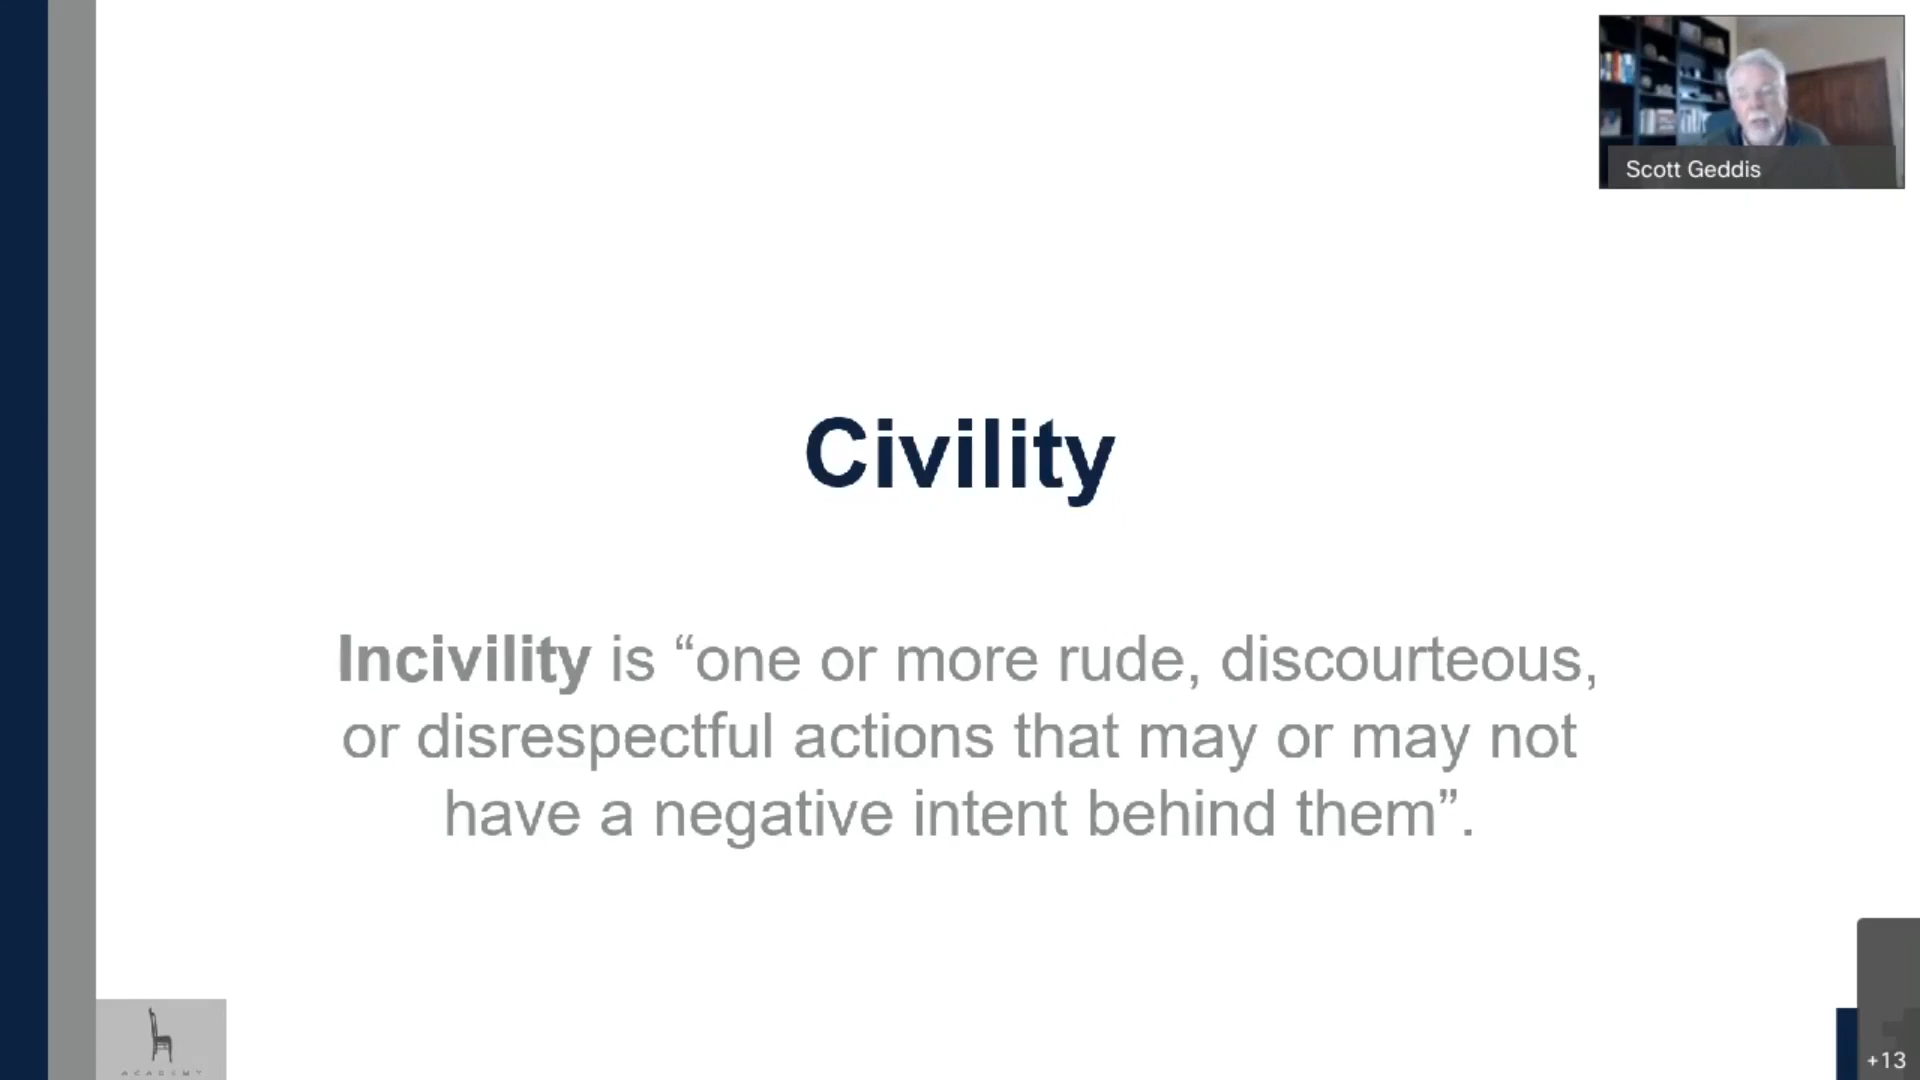 Scott Geddis
Civility
Incivility is “one or more rude, discourteous,
or disrespectful actions that may or may not
have a negative intent behind them”.
ACADEMY
+13